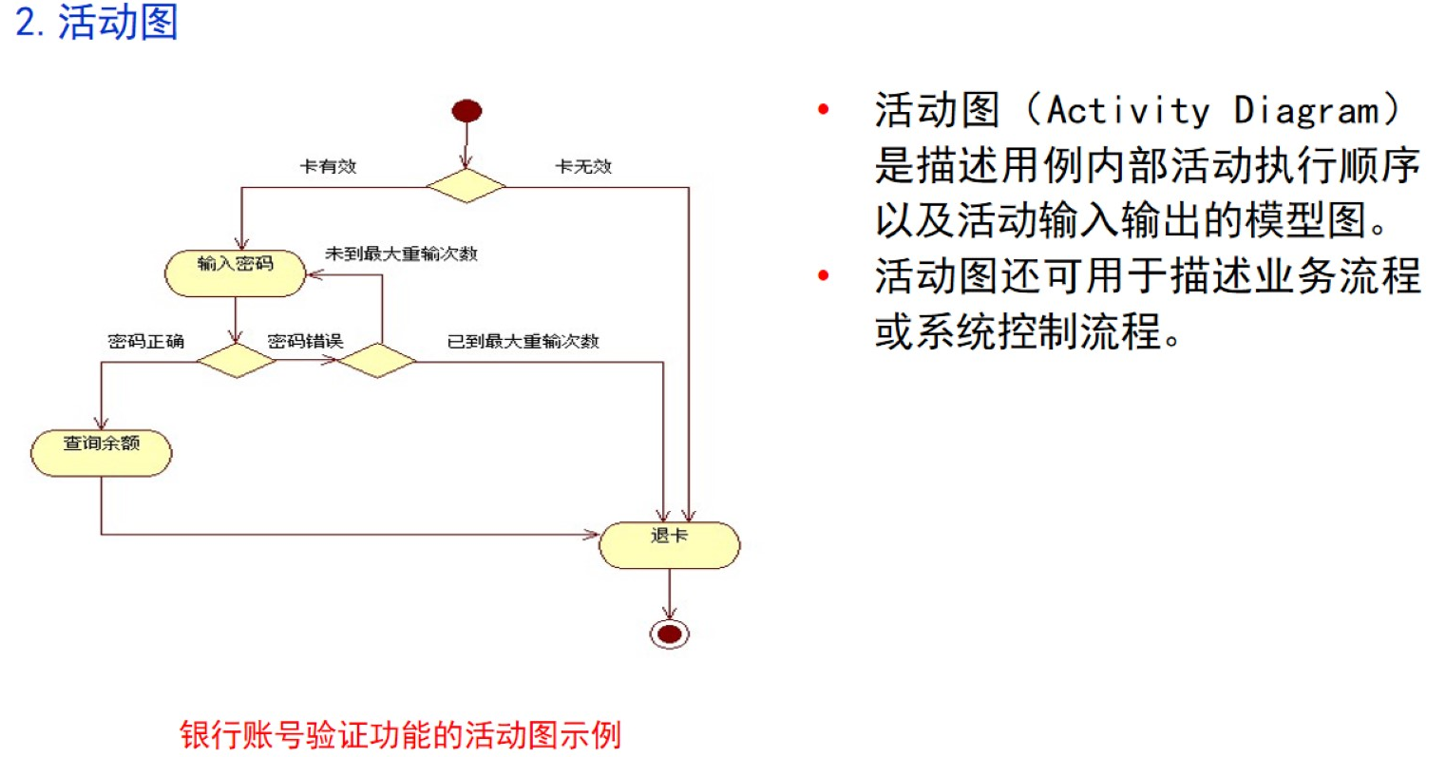 2. 活动图
卡有效
卡无效
输入密码
未到最大重输次数
密码正确
密码错误
已到最大重输次数
查询余额
退卡
银行账号验证功能的活动图示例
• 活动图（Activity Diagram）
是描述用例内部活动执行顺序
以及活动输入输出的模型图。
• 活动图还可用于描述业务流程
或系统控制流程。